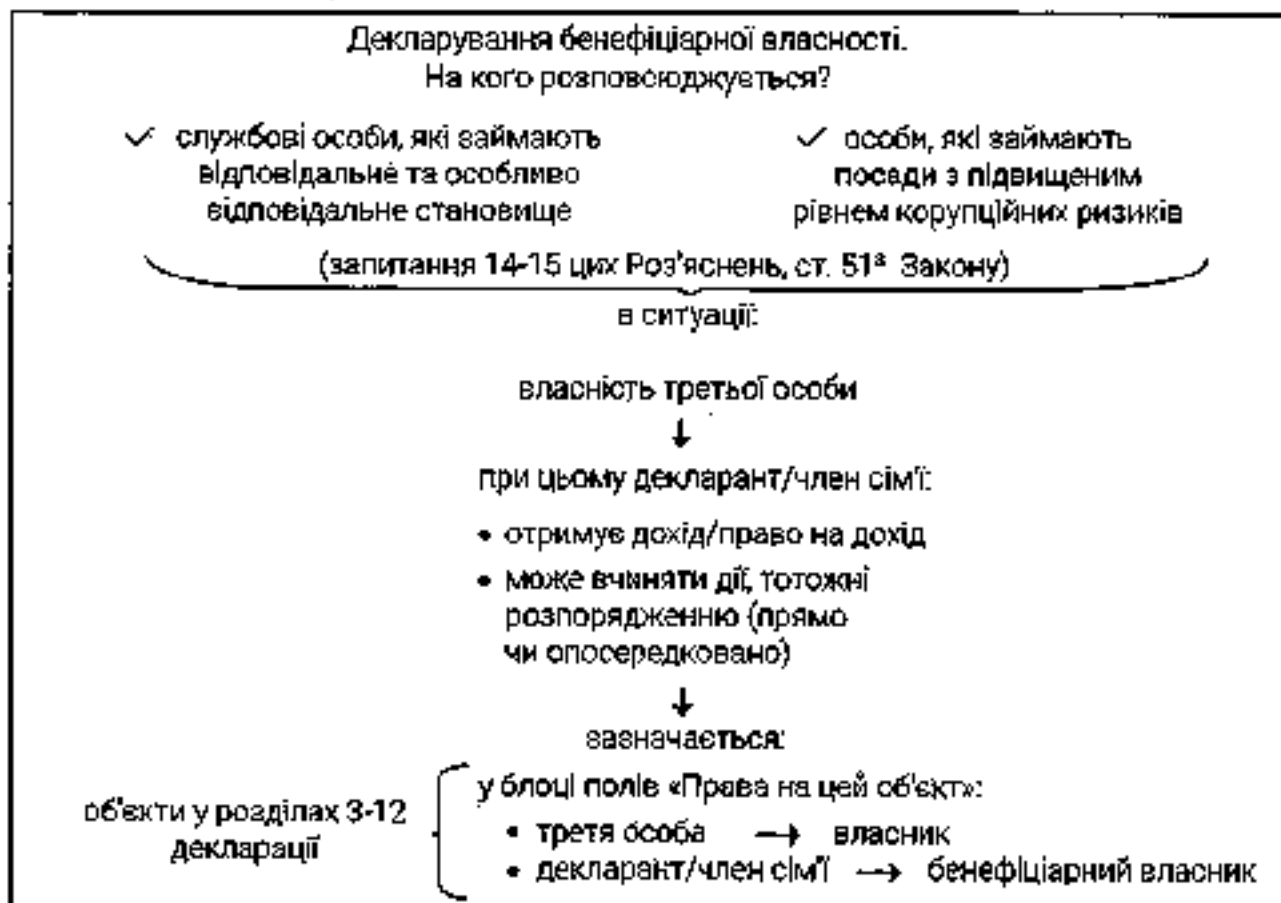 Декларування бенефіціарної власності.
На кого розповсюджується?
✓ службові особи, які займають
відповідальне та особливо
відповідальне становище
✓ особи, які займають
посади з підвищеним
рівнем корупційних ризиків
(запитання 14-15 цих Роз'яснень, ст. 51³ Закону)
в ситуації:
власність третьої особи
↓
при цьому декларант/член сім'ї:
• отримує дохід/право на дохід
• може вчиняти дії, тотожні
розпорядженню (прямо
чи опосередковано)
↓
зазначається:
об'єкти у розділах 3-12
декларації
у блоці полів «Права на цей об'єкт»:
• третя особа → власник
• декларант/член сім'ї → бенефіціарний власник